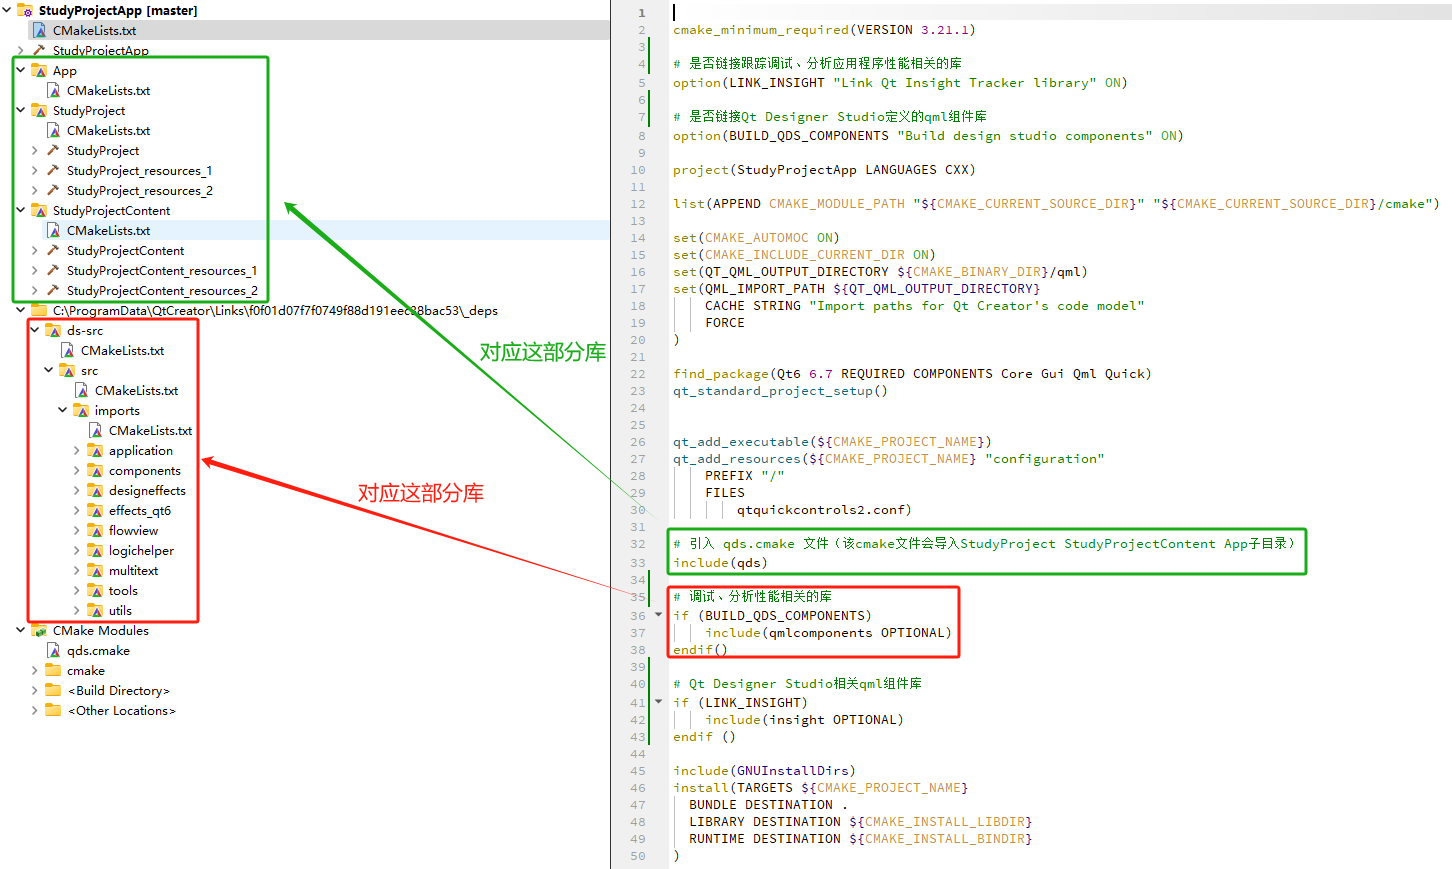 StudyProjectApp [master]
CMakeLists.txt
StudyProjectApp
App
CMakeLists.txt
StudyProject
CMakeLists.txt
StudyProject
StudyProject_resources_1
StudyProject_resources_2
StudyProjectContent
CMakeLists.txt
StudyProjectContent
StudyProjectContent_resources_1
StudyProjectContent_resources_2
C:\ProgramData\QtCreator\Links\f0f01d07f7f0749f88d191eec38bac53\_deps
ds-src
CMakeLists.txt
src
CMakeLists.txt
imports
CMakeLists.txt
application
components
designeffects
effects_qt6
flowview
logichelper
multitext
tools
utils
CMake Modules
qds.cmake
cmake
<Build Directory>
<Other Locations>
对应这部分库
对应这部分库
1
2 cmake_minimum_required(VERSION 3.21.1)
3
4 # 是否链接跟踪调试、分析应用程序性能相关的库
5 option(LINK_INSIGHT "Link Qt Insight Tracker library" ON)
6
7 # 是否链接Qt Designer Studio定义的qml组件库
8 option(BUILD_QDS_COMPONENTS "Build design studio components" ON)
9
10 project(StudyProjectApp LANGUAGES CXX)
11
12 list(APPEND CMAKE_MODULE_PATH "${CMAKE_CURRENT_SOURCE_DIR}" "${CMAKE_CURRENT_SOURCE_DIR}/cmake")
13
14 set(CMAKE_AUTOMOC ON)
15 set(CMAKE_INCLUDE_CURRENT_DIR ON)
16 set(QT_QML_OUTPUT_DIRECTORY ${CMAKE_BINARY_DIR}/qml)
17 set(QML_IMPORT_PATH ${QT_QML_OUTPUT_DIRECTORY}
18 CACHE STRING "Import paths for Qt Creator's code model"
19 FORCE
20 )
21
22 find_package(Qt6 6.7 REQUIRED COMPONENTS Core Gui Qml Quick)
23 qt_standard_project_setup()
24
25
26 qt_add_executable(${CMAKE_PROJECT_NAME})
27 qt_add_resources(${CMAKE_PROJECT_NAME} "configuration"
28 PREFIX "/"
29 FILES
30 qtquickcontrols2.conf)
31
32 # 引入 qds.cmake 文件（该cmake文件会导入StudyProject StudyProjectContent App子目录）
33 include(qds)
34
35 # 调试、分析性能相关的库
36 if (BUILD_QDS_COMPONENTS)
37 include(qmlcomponents OPTIONAL)
38 endif()
39
40 # Qt Designer Studio相关qml组件库
41 if (LINK_INSIGHT)
42 include(insight OPTIONAL)
43 endif ()
44
45 include(GNUInstallDirs)
46 install(TARGETS ${CMAKE_PROJECT_NAME}
47 BUNDLE DESTINATION .
48 LIBRARY DESTINATION ${CMAKE_INSTALL_LIBDIR}
49 RUNTIME DESTINATION ${CMAKE_INSTALL_BINDIR}
50 )